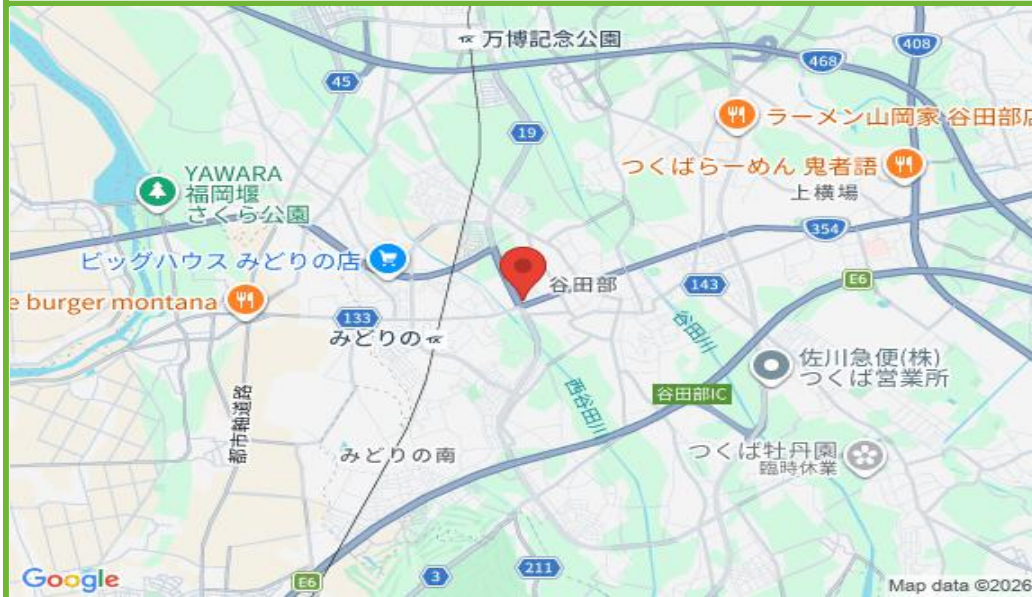 万博記念公園
408
468
45
ラーメン山岡家 谷田部店
19
つくばらーめん 鬼者語
YAWARA
福岡堰
さくら公園
上横場
354
ビッグハウス みどりの店
谷田部
E6
e burger montana
143
133
みどりの
谷田川
佐川急便(株)
つくば営業所
都市軸道路
西谷田川
谷田部IC
みどりの南
つくば牡丹園
臨時休業
211
3
E6
Google
Map data ©2026